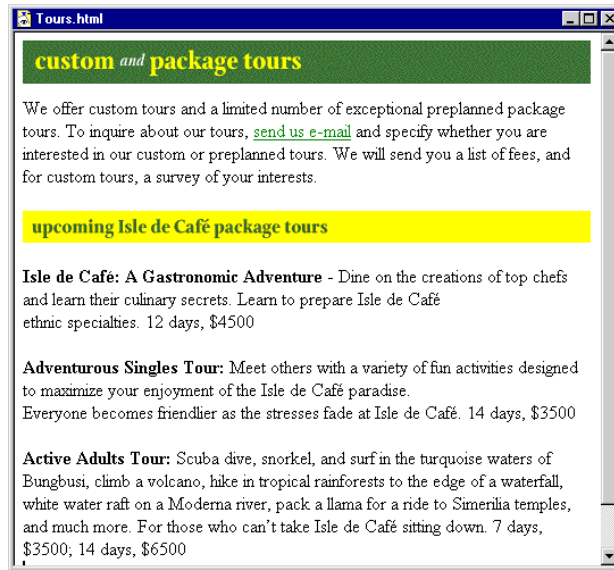 Tours.html
custom and package tours
We offer custom tours and a limited number of exceptional preplanned package
tours. To inquire about our tours, send us e-mail and specify whether you are
interested in our custom or preplanned tours. We will send you a list of fees, and
for custom tours, a survey of your interests.
upcoming Isle de Café package tours
Isle de Café: A Gastronomic Adventure - Dine on the creations of top chefs
and learn their culinary secrets. Learn to prepare Isle de Café
ethnic specialties. 12 days, $4500
Adventurous Singles Tour: Meet others with a variety of fun activities designed
to maximize your enjoyment of the Isle de Café paradise.
Everyone becomes friendlier as the stresses fade at Isle de Café. 14 days, $3500
Active Adults Tour: Scuba dive, snorkel, and surf in the turquoise waters of
Bungbusi, climb a volcano, hike in tropical rainforests to the edge of a waterfall,
white water raft on a Moderna river, pack a llama for a ride to Simerilia temples,
and much more. For those who can't take Isle de Café sitting down. 7 days,
$3500; 14 days, $6500